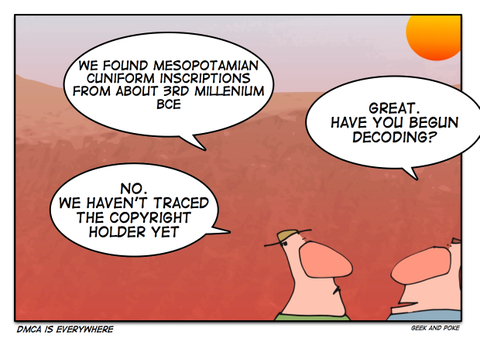 WE FOUND MESOPOTAMIAN
CUNIFORM INSCRIPTIONS
FROM ABOUT 3RD MILLENIUM
BCE
GREAT.
HAVE YOU BEGUN
DECODING?
NO.
WE HAVEN'T TRACED
THE COPYRIGHT
HOLDER YET
DMCA IS EVERYWHERE
GEEK AND POKE